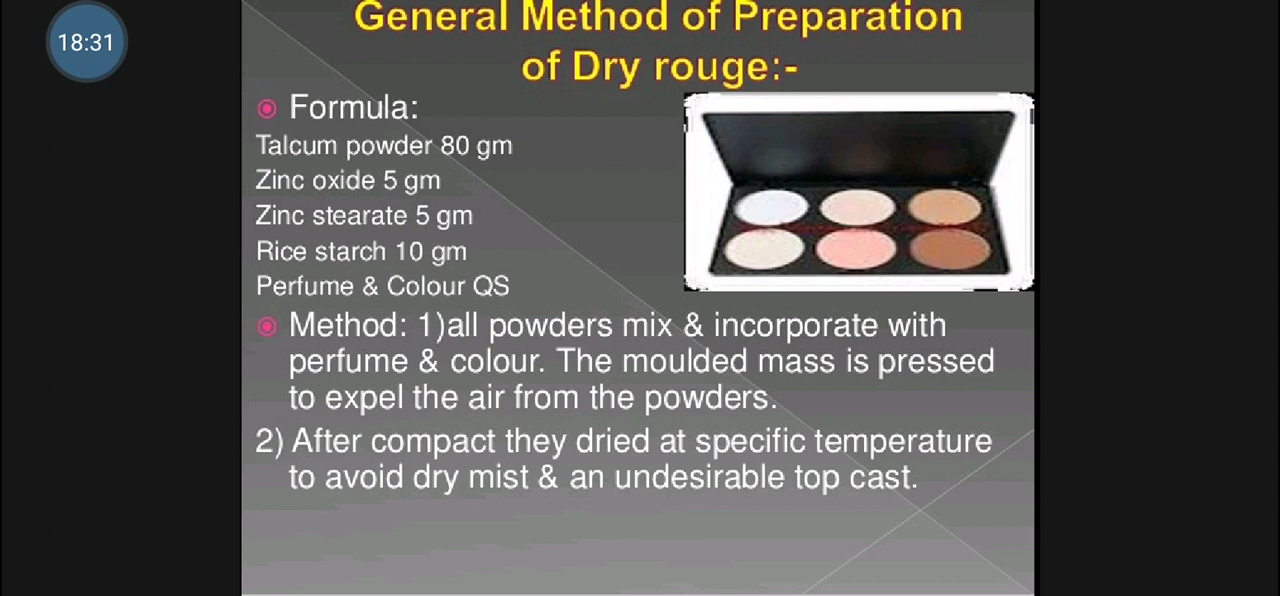 18:31
General Method of Preparation
of Dry rouge:-
Formula:
Talcum powder 80 gm
Zinc oxide 5 gm
Zinc stearate 5 gm
Rice starch 10 gm
Perfume & Colour QS
Method: 1)all powders mix & incorporate with
perfume & colour. The moulded mass is pressed
to expel the air from the powders.
2) After compact they dried at specific temperature
to avoid dry mist & an undesirable top cast.